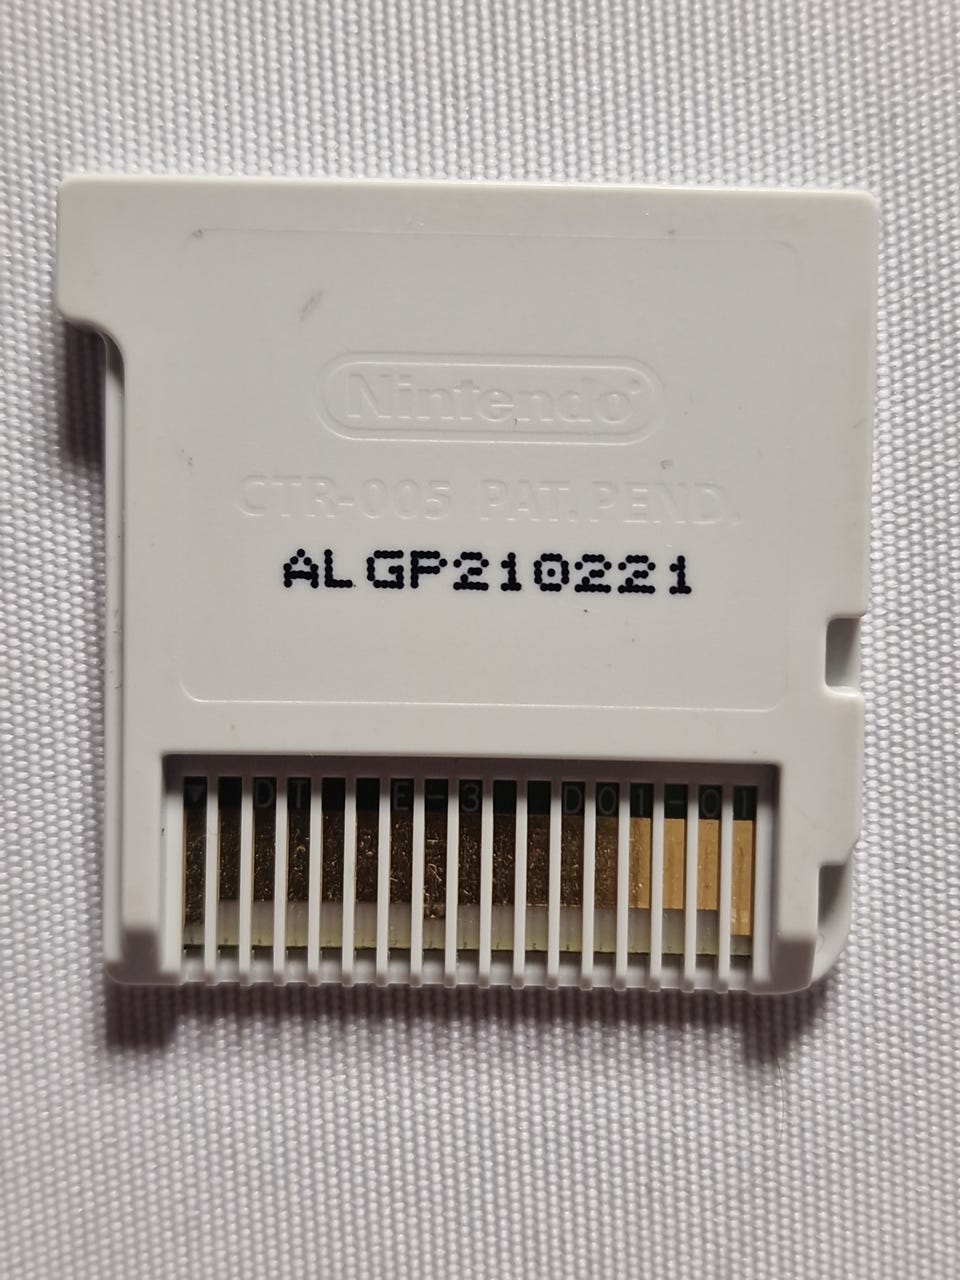 Nintendo®
CTR-005 PAT. PEND.
ALGP210221